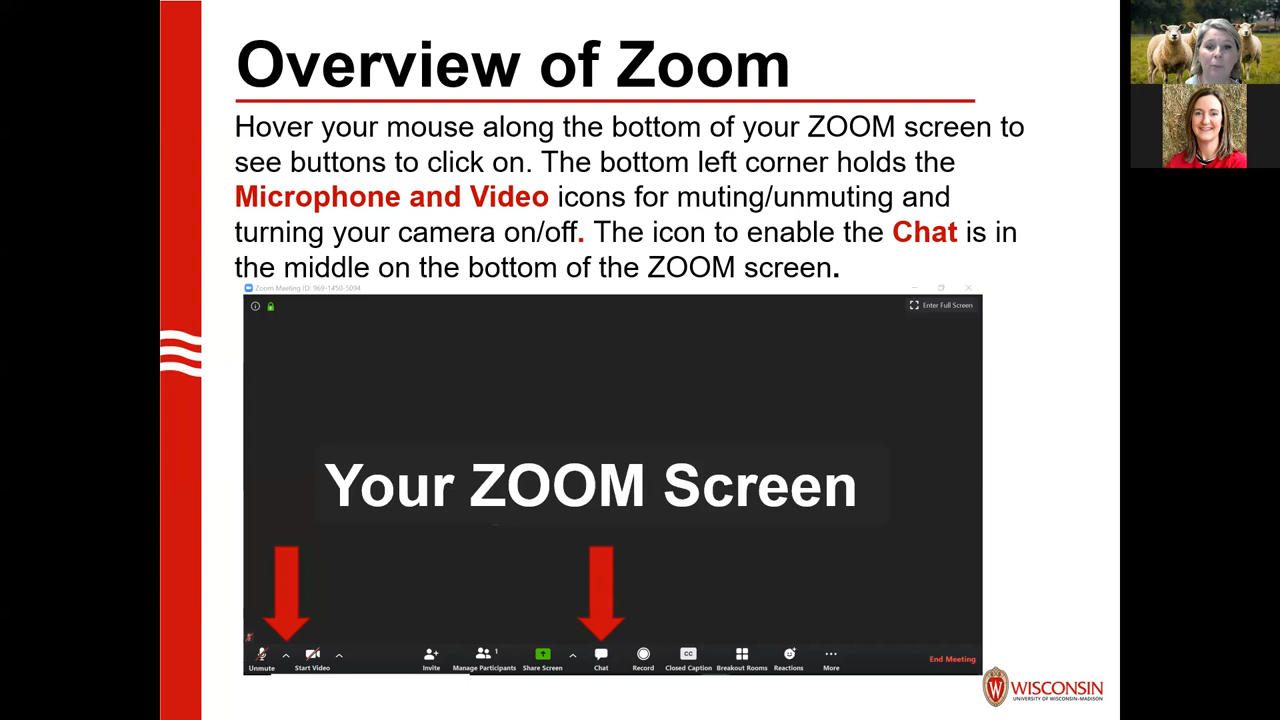 Overview of Zoom
Hover your mouse along the bottom of your ZOOM screen to
see buttons to click on. The bottom left corner holds the
Microphone and Video icons for muting/unmuting and
turning your camera on/off. The icon to enable the Chat is in
the middle on the bottom of the ZOOM screen.
Zoom Meeting ID: 969-1450-5094
Enter Full Screen
Your ZOOM Screen
Unmute Start Video Invite Manage Participants 1 Share Screen Chat Record CC Closed Caption Breakout Rooms Reactions More End Meeting
W WISCONSIN
UNIVERSITY OF WISCONSIN–MADISON